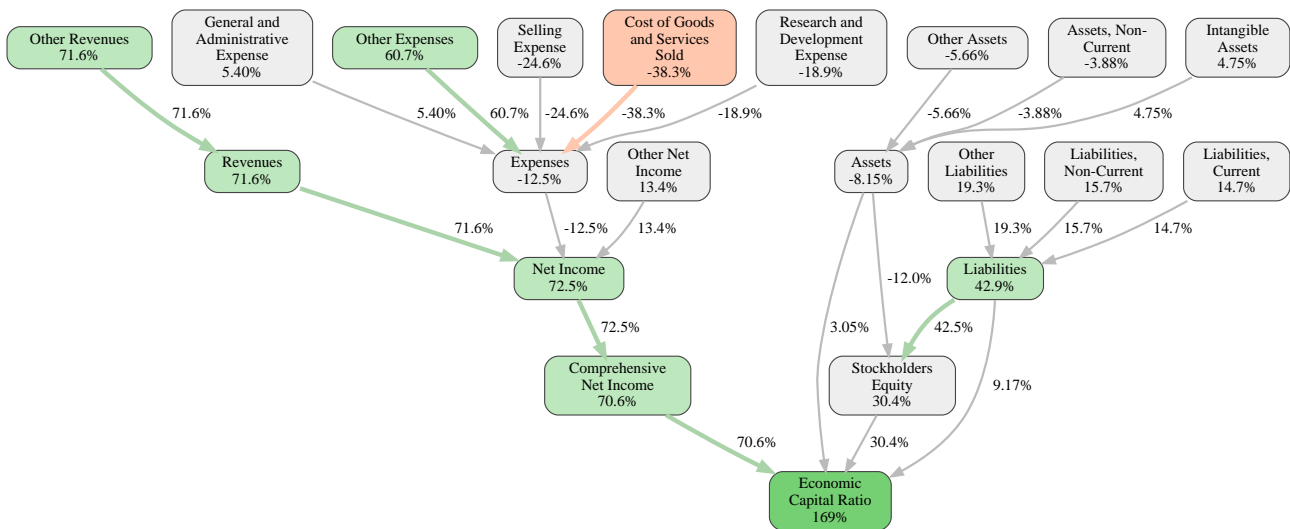 Other Revenues
71.6%
General and
Administrative
Expense
5.40%
Other Expenses
60.7%
Selling
Expense
-24.6%
Cost of Goods
and Services
Sold
-38.3%
Research and
Development
Expense
-18.9%
Other Assets
-5.66%
Assets, Non-
Current
-3.88%
Intangible
Assets
4.75%
71.6%
5.40%
60.7%
-24.6%
-38.3%
-18.9%
-5.66%
-3.88%
4.75%
Revenues
71.6%
Expenses
-12.5%
Other Net
Income
13.4%
Assets
-8.15%
Other
Liabilities
19.3%
Liabilities,
Non-Current
15.7%
Liabilities,
Current
14.7%
71.6%
-12.5%
13.4%
19.3%
15.7%
14.7%
Net Income
72.5%
-12.0%
Liabilities
42.9%
72.5%
3.05%
42.5%
Comprehensive
Net Income
70.6%
Stockholders
Equity
30.4%
9.17%
70.6%
30.4%
Economic
Capital Ratio
169%